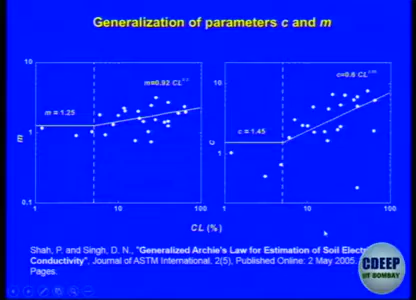 Generalization of parameters c and m
10
m=0.92 CL
m = 1.25
1
m
0.1
1
10
100
10
c=0.6 CL
c = 1.45
1
c
1
10
100
CL (%)
Shah, P. and Singh, D. N., "Generalized Archie's Law for Estimation of Soil
Conductivity", Journal of ASTM International. 2(5), Published Online: 2 May 2005.
Pages.
CDEEP
IIT BOMBAY